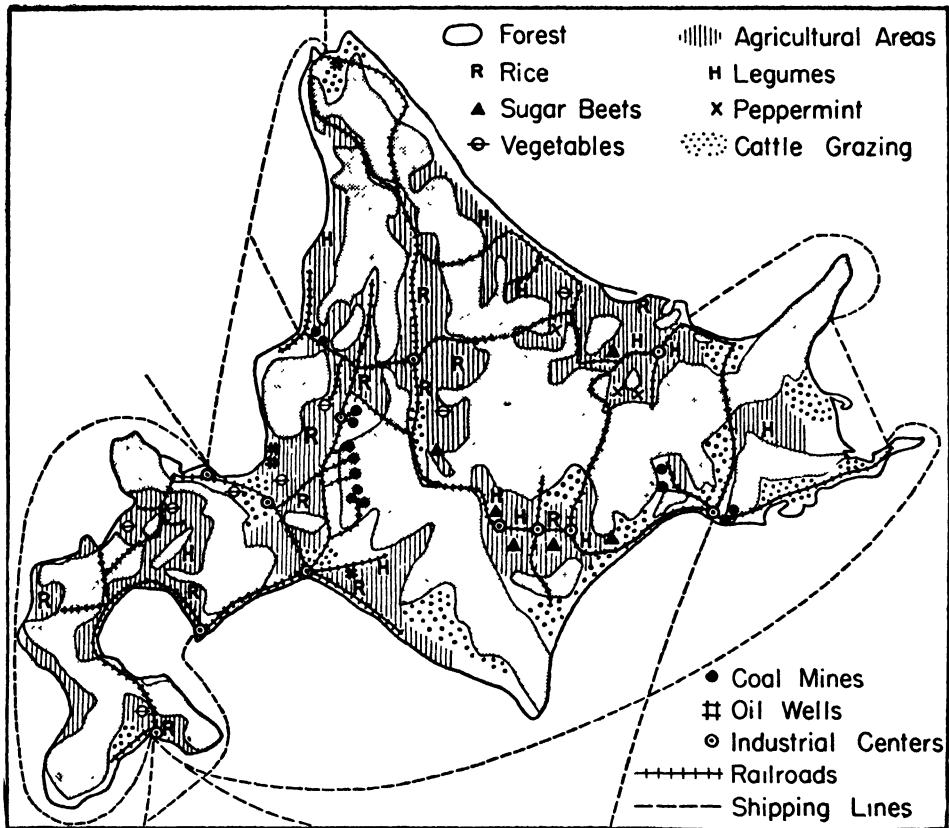 Forest
Agricultural Areas
R Rice
H Legumes
Sugar Beets
x Peppermint
Vegetables
Cattle Grazing
H
H
R
H
R
R
H
H
R
R
x
H
R
x x
H
R
H
H
R
H
H
R
R
H
R
R
H
Coal Mines
Oil Wells
Industrial Centers
Railroads
Shipping Lines